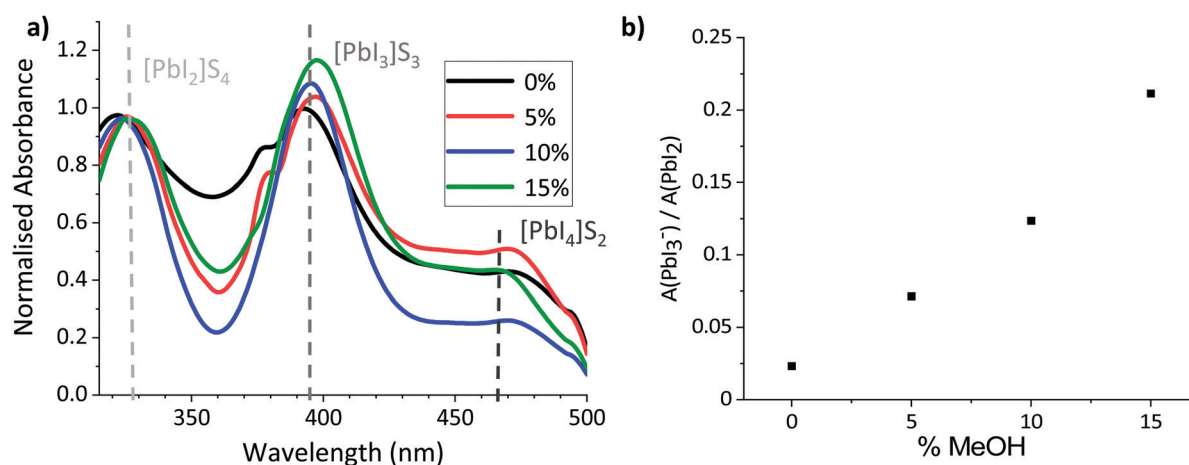 a)
Normalised Absorbance
1.2
1.0
0.8
0.6
0.4
0.2
0.0
[PbI2]S4
[PbI3]S3
[PbI4]S2
0%
5%
10%
15%
350
400
450
500
Wavelength (nm)
b)
A(PbI3-) / A(PbI2)
0.25
0.2
0.15
0.1
0.05
0
0
5
10
15
% MeOH